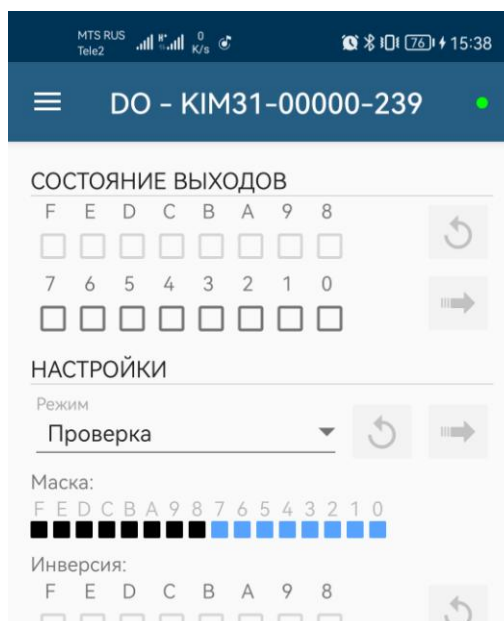 MTS RUS
Tele2
0
K/s
76
15:38
DO - KIM31-00000-239
СОСТОЯНИЕ ВЫХОДОВ
F E D C B A 9 8
7 6 5 4 3 2 1 0
НАСТРОЙКИ
Режим
Проверка
Маска:
F E D C B A 9 8 7 6 5 4 3 2 1 0
Инверсия:
F E D C B A 9 8